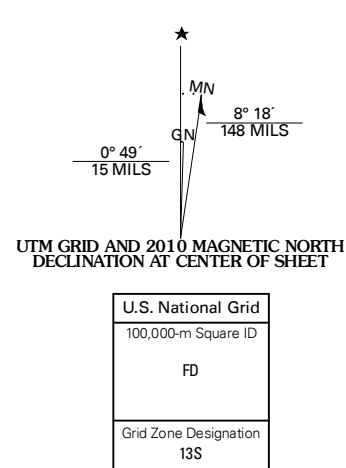 ★
MN
8° 18´
148 MILS
GN
0° 49´
15 MILS
UTM GRID AND 2010 MAGNETIC NORTH
DECLINATION AT CENTER OF SHEET
U.S. National Grid
100,000-m Square ID
FD
Grid Zone Designation
13S